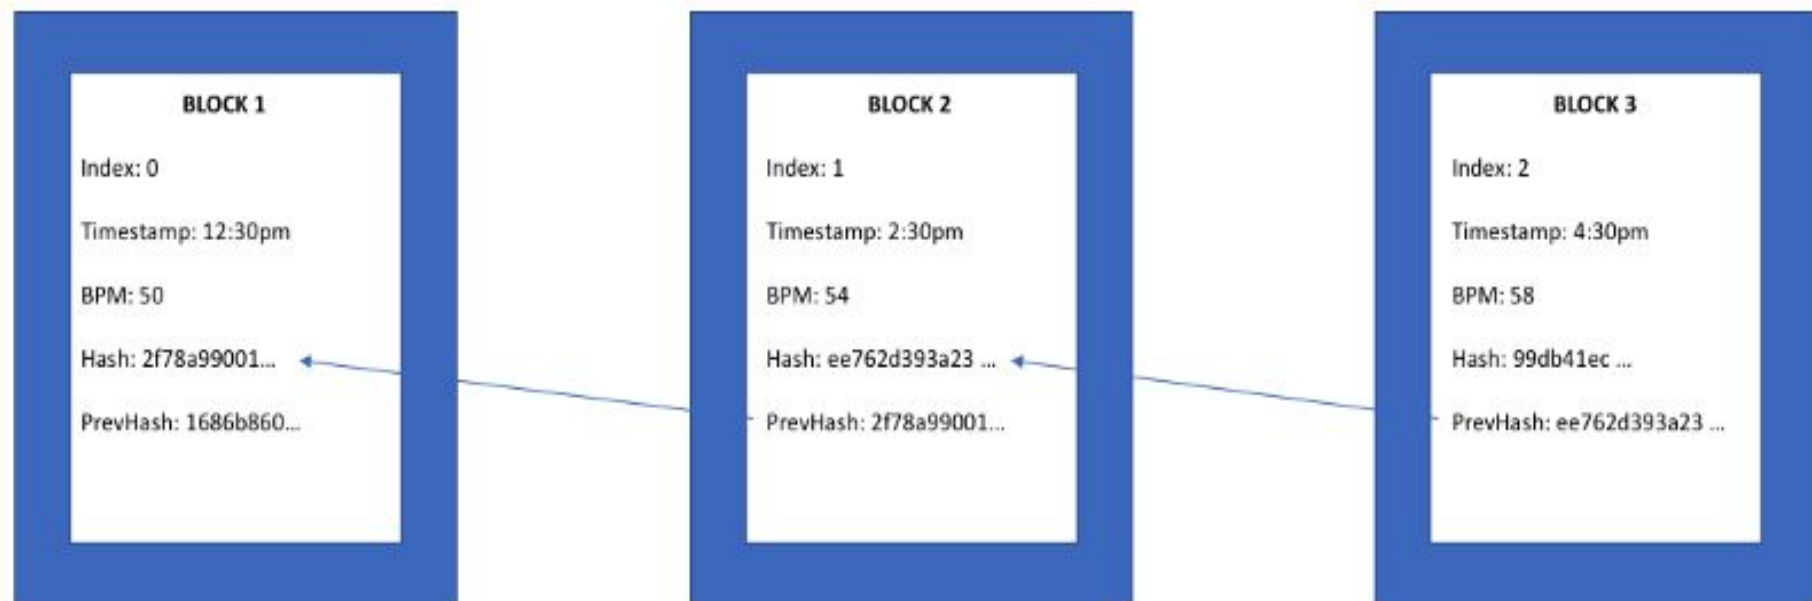 BLOCK 1
Index: 0
Timestamp: 12:30pm
BPM: 50
Hash: 2f78a99001...
PrevHash: 1686b860...
BLOCK 2
Index: 1
Timestamp: 2:30pm
BPM: 54
Hash: ee762d393a23 ...
PrevHash: 2f78a99001...
BLOCK 3
Index: 2
Timestamp: 4:30pm
BPM: 58
Hash: 99db41ec ...
PrevHash: ee762d393a23 ...